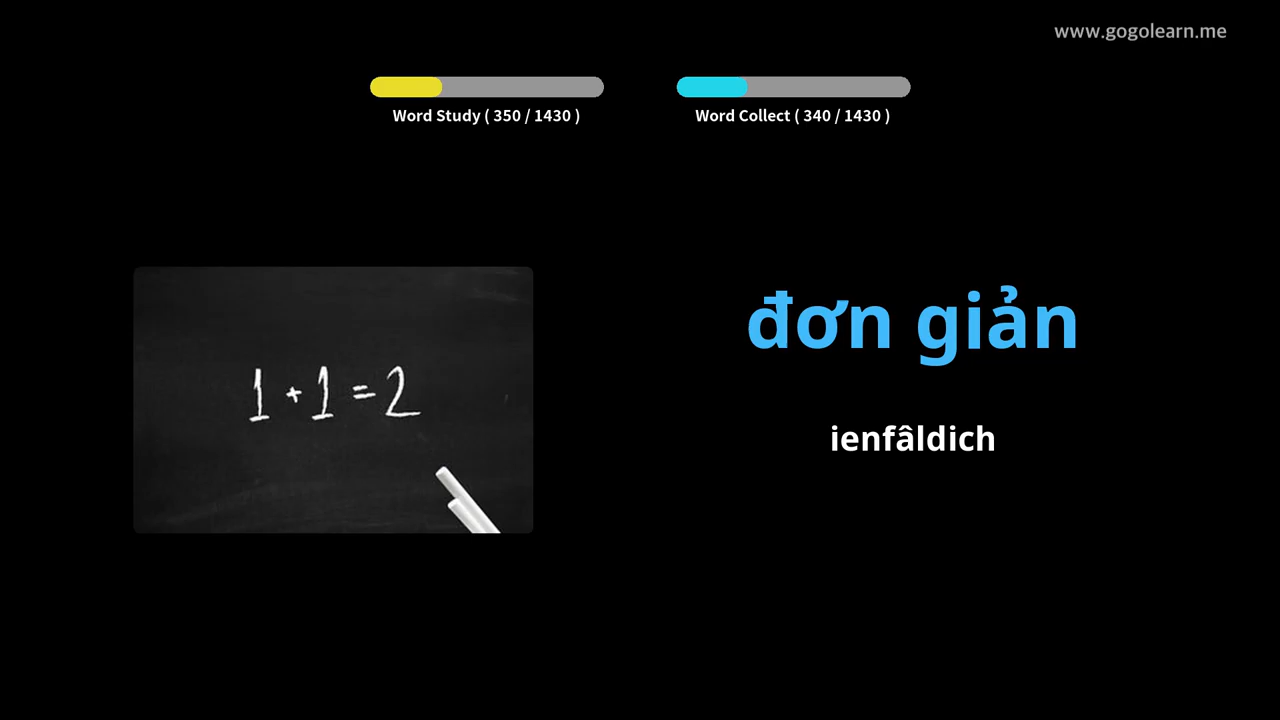 www.gogolearn.me
Word Study ( 350 / 1430 )
Word Collect ( 340 / 1430 )
1 + 1 = 2
đơn giản
ienfâldich